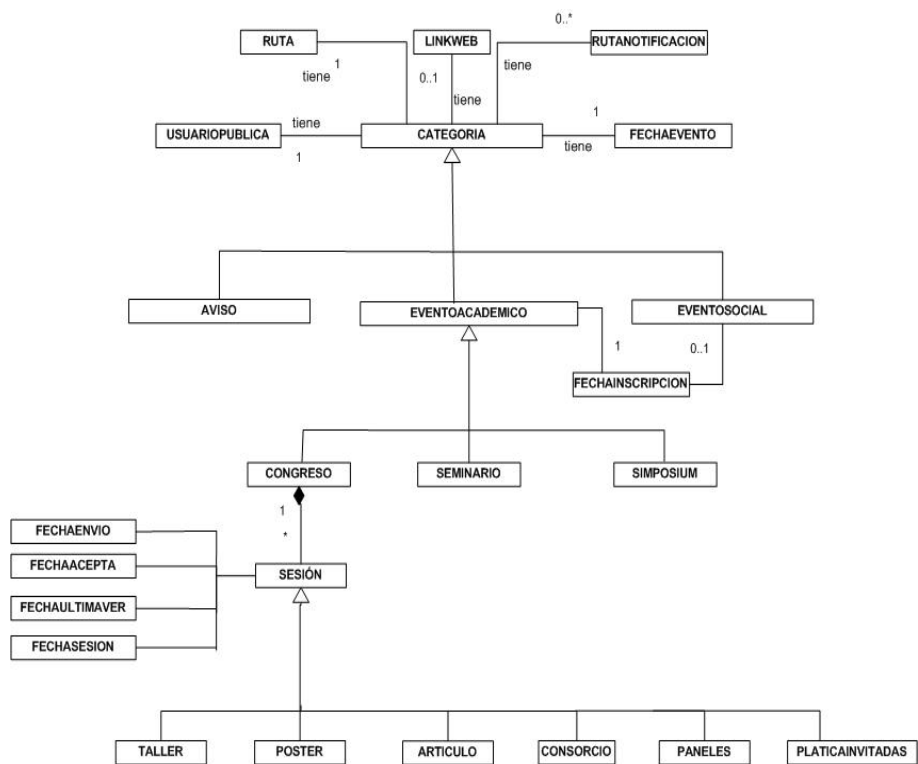 0..*
RUTA
LINKWEB
RUTANOTIFICACION
1
tiene
0..1
tiene
tiene
1
tiene
USUARIOPUBLICA
CATEGORIA
FECHAEVENTO
1
tiene
AVISO
EVENTOACADEMICO
EVENTOSOCIAL
1
0..1
FECHAINSCRIPCION
CONGRESO
SEMINARIO
SIMPOSIUM
1
*
FECHAENVIO
FECHAACEPTA
SESIÓN
FECHAULTIMAVER
FECHASESION
TALLER
POSTER
ARTICULO
CONSORCIO
PANELES
PLATICAINVITADAS